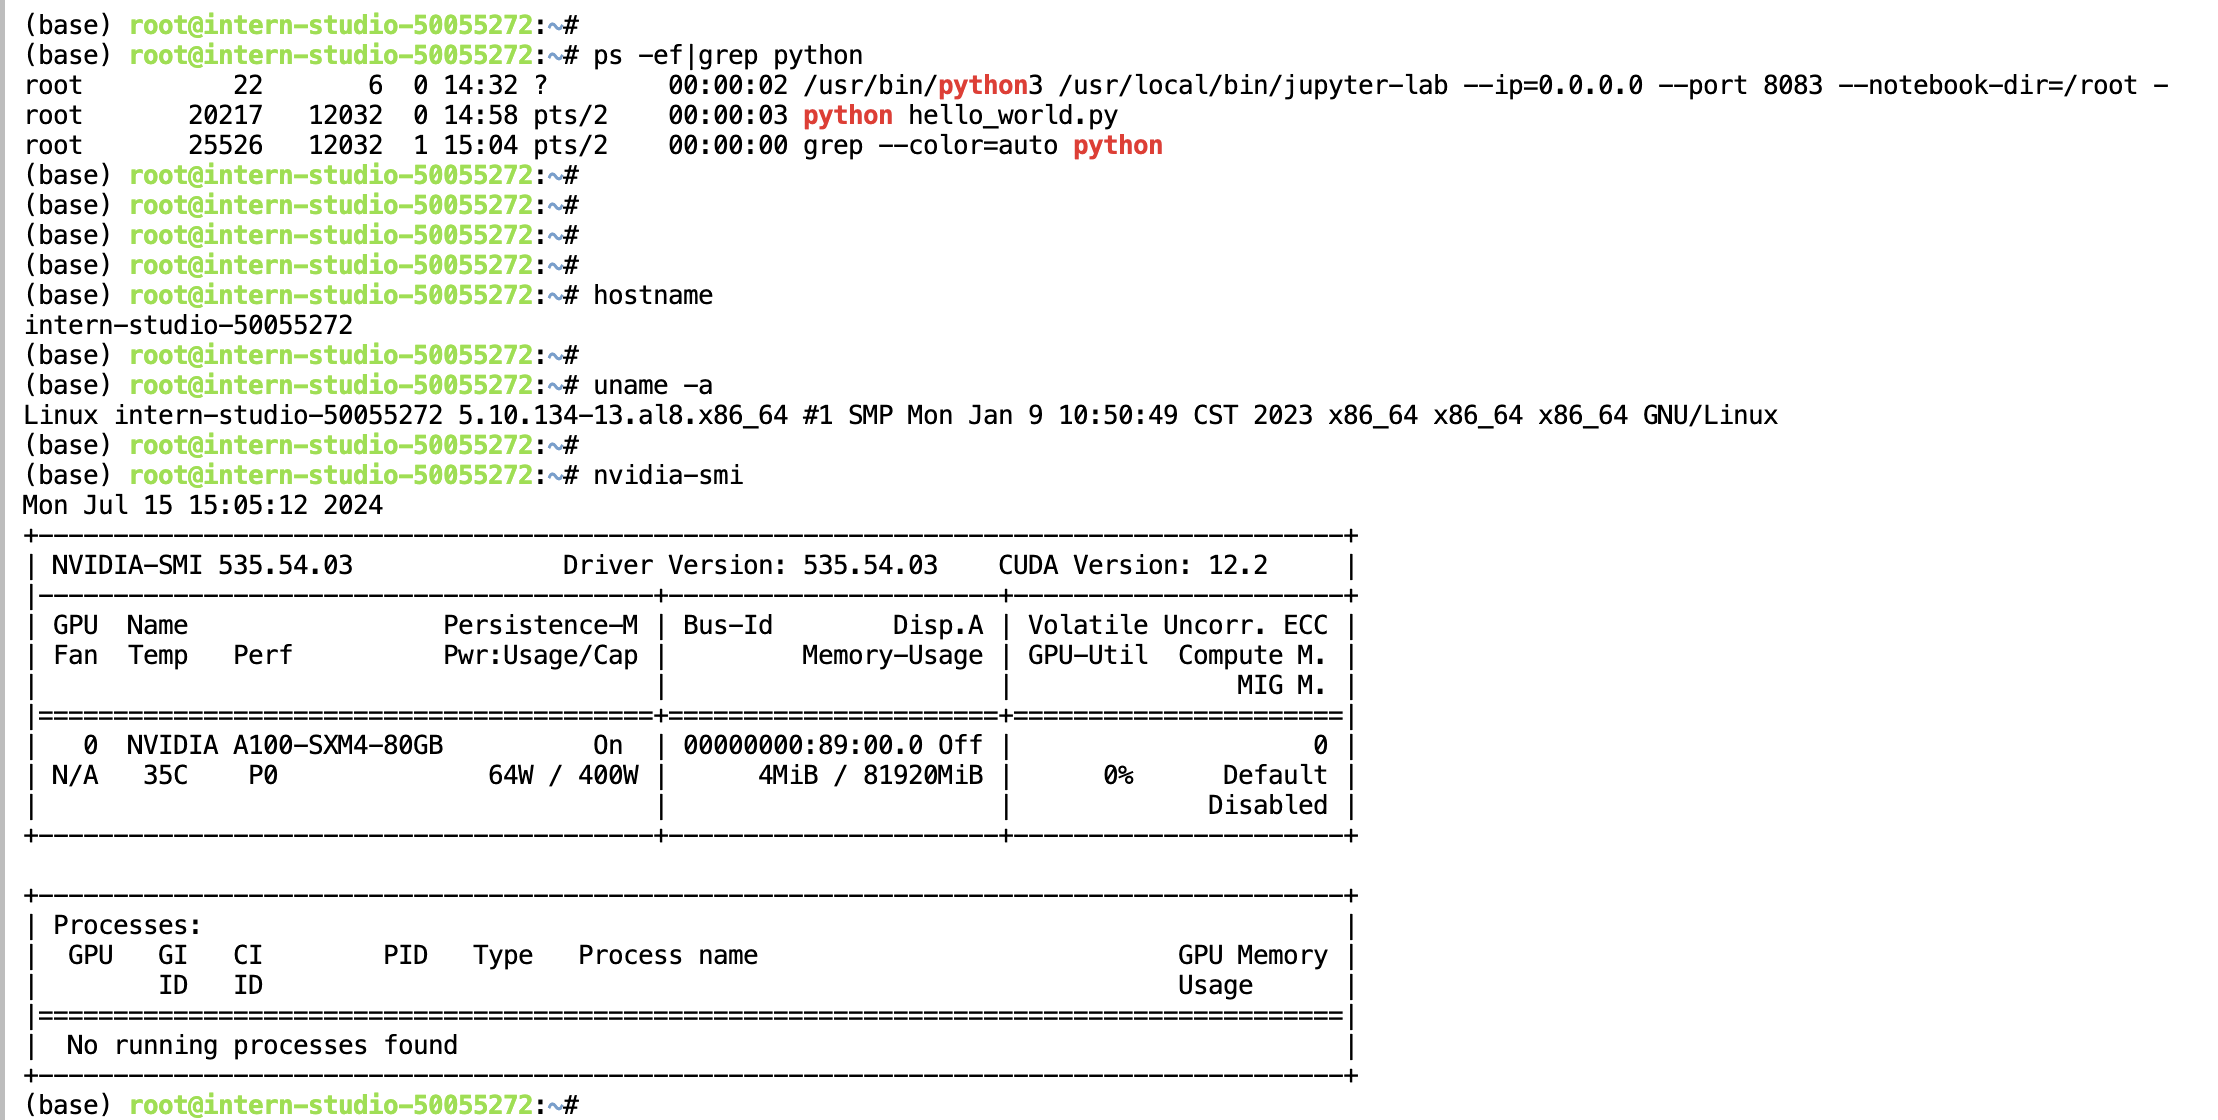 (base) root@intern-studio-50055272:~#
(base) root@intern-studio-50055272:~# ps -ef|grep python
root          22       6  0 14:32 ?        00:00:02 /usr/bin/python3 /usr/local/bin/jupyter-lab --ip=0.0.0.0 --port 8083 --notebook-dir=/root -
root       20217   12032  0 14:58 pts/2    00:00:03 python hello_world.py
root       25526   12032  1 15:04 pts/2    00:00:00 grep --color=auto python
(base) root@intern-studio-50055272:~#
(base) root@intern-studio-50055272:~#
(base) root@intern-studio-50055272:~#
(base) root@intern-studio-50055272:~#
(base) root@intern-studio-50055272:~# hostname
intern-studio-50055272
(base) root@intern-studio-50055272:~#
(base) root@intern-studio-50055272:~# uname -a
Linux intern-studio-50055272 5.10.134-13.al8.x86_64 #1 SMP Mon Jan 9 10:50:49 CST 2023 x86_64 x86_64 x86_64 GNU/Linux
(base) root@intern-studio-50055272:~#
(base) root@intern-studio-50055272:~# nvidia-smi
Mon Jul 15 15:05:12 2024
+---------------------------------------------------------------------------------------+
| NVIDIA-SMI 535.54.03              Driver Version: 535.54.03    CUDA Version: 12.2     |
|-----------------------------------------+----------------------+----------------------+
| GPU  Name                 Persistence-M | Bus-Id        Disp.A | Volatile Uncorr. ECC |
| Fan  Temp   Perf          Pwr:Usage/Cap |         Memory-Usage | GPU-Util  Compute M. |
|                                         |                      |               MIG M. |
|=========================================+======================+======================|
|   0  NVIDIA A100-SXM4-80GB          On  | 00000000:89:00.0 Off |                    0 |
| N/A   35C    P0          64W / 400W |      4MiB / 81920MiB |      0%      Default |
|                                         |                      |             Disabled |
+-----------------------------------------+----------------------+----------------------+
+---------------------------------------------------------------------------------------+
| Processes:                                                                            |
|  GPU   GI   CI        PID   Type   Process name                            GPU Memory |
|        ID   ID                                                             Usage      |
|=======================================================================================|
|  No running processes found                                                           |
+---------------------------------------------------------------------------------------+
(base) root@intern-studio-50055272:~#